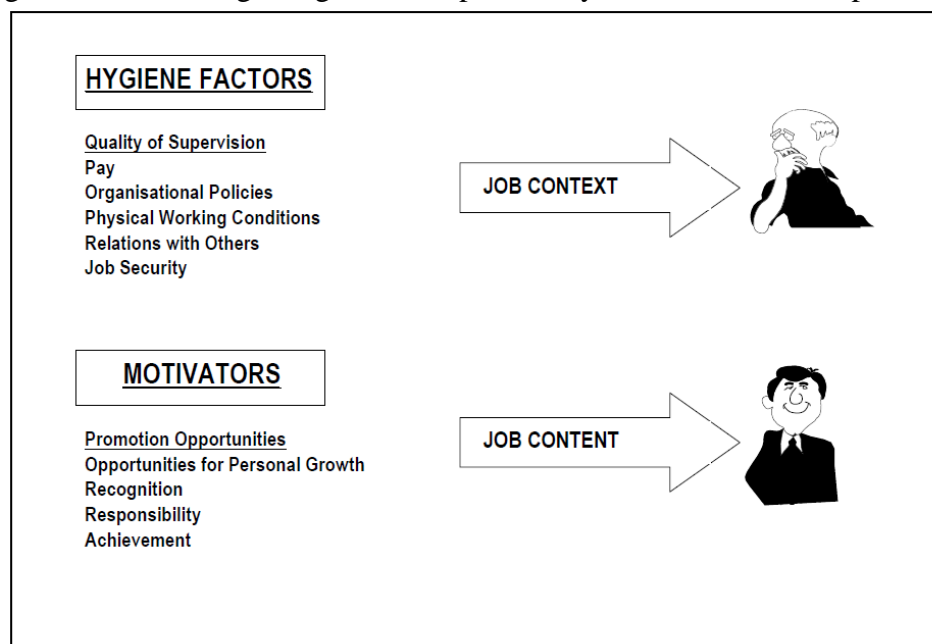 HYGIENE FACTORS
Quality of Supervision
Pay
Organisational Policies
Physical Working Conditions
Relations with Others
Job Security
JOB CONTEXT
MOTIVATORS
Promotion Opportunities
Opportunities for Personal Growth
Recognition
Responsibility
Achievement
JOB CONTENT